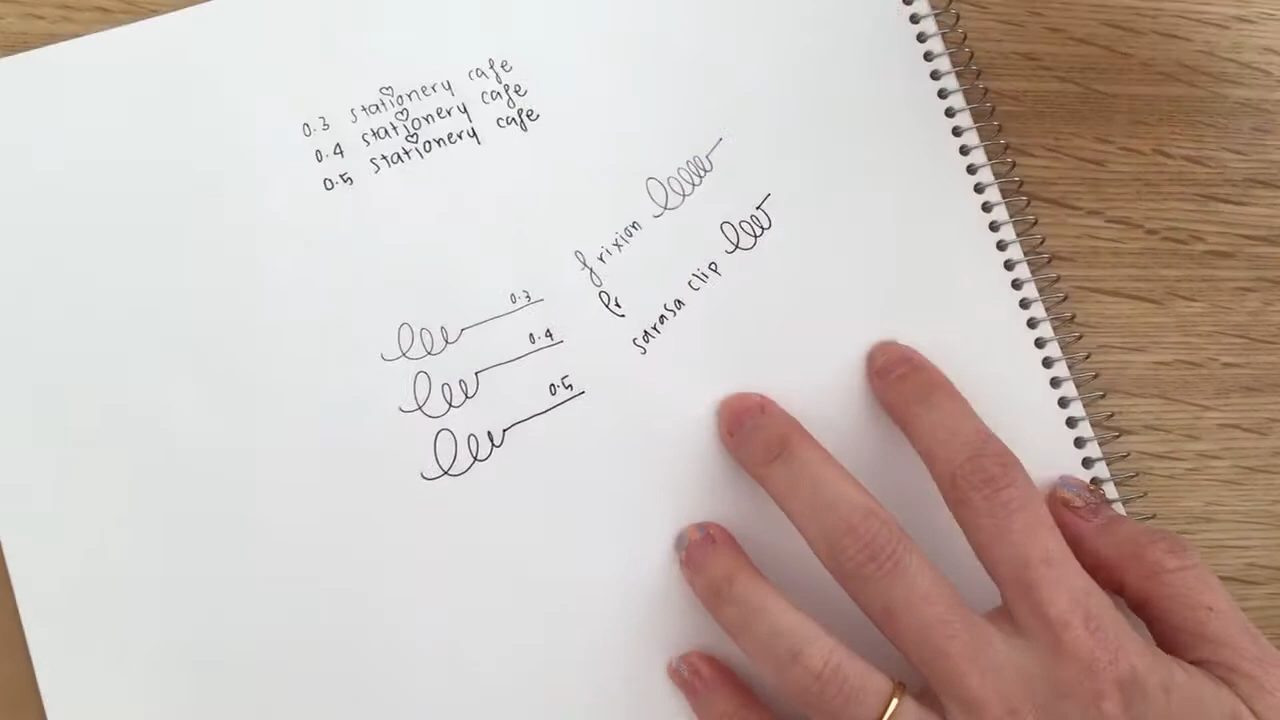 0.3 stationery cafe
0.4 stationery cafe
0.5 stationery cafe
frixion
Pr
sarasa clip
0.3
0.4
0.5